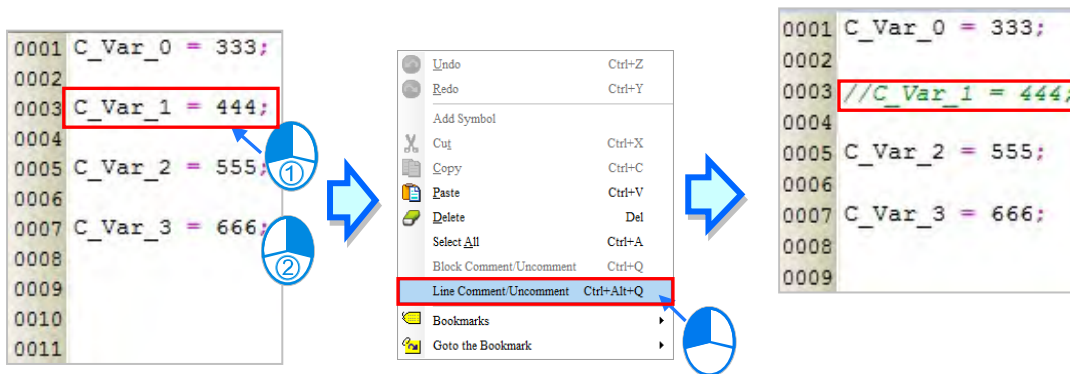 0001 C_Var_0 = 333;
0002
0003 C_Var_1 = 444;
0004
0005 C_Var_2 = 555;
0006
0007 C_Var_3 = 666;
0008
0009
0010
0011
①
②
Undo Ctrl+Z
Redo Ctrl+Y
Add Symbol
Cut Ctrl+X
Copy Ctrl+C
Paste Ctrl+V
Delete Del
Select All Ctrl+A
Block Comment/Uncomment Ctrl+Q
Line Comment/Uncomment Ctrl+Alt+Q
Bookmarks
Goto the Bookmark
0001 C_Var_0 = 333;
0002
0003 //C_Var_1 = 444;
0004
0005 C_Var_2 = 555;
0006
0007 C_Var_3 = 666;
0008
0009